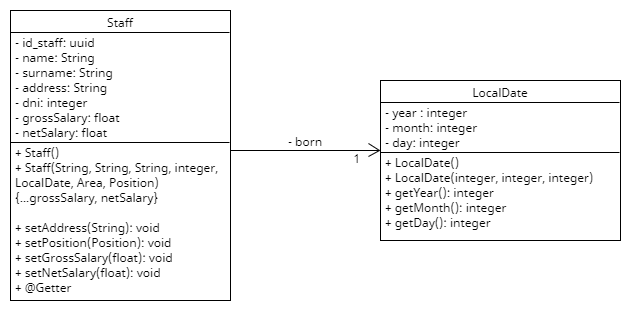 Staff
- id_staff: uuid
- name: String
- surname: String
- address: String
- dni: integer
- grossSalary: float
- netSalary: float
+ Staff()
+ Staff(String, String, String, integer,
LocalDate, Area, Position)
{...grossSalary, netSalary}
+ setAddress(String): void
+ setPosition(Position): void
+ setGrossSalary(float): void
+ setNetSalary(float): void
+ @Getter
- born
1
LocalDate
- year : integer
- month: integer
- day: integer
+ LocalDate()
+ LocalDate(integer, integer, integer)
+ getYear(): integer
+ getMonth(): integer
+ getDay(): integer